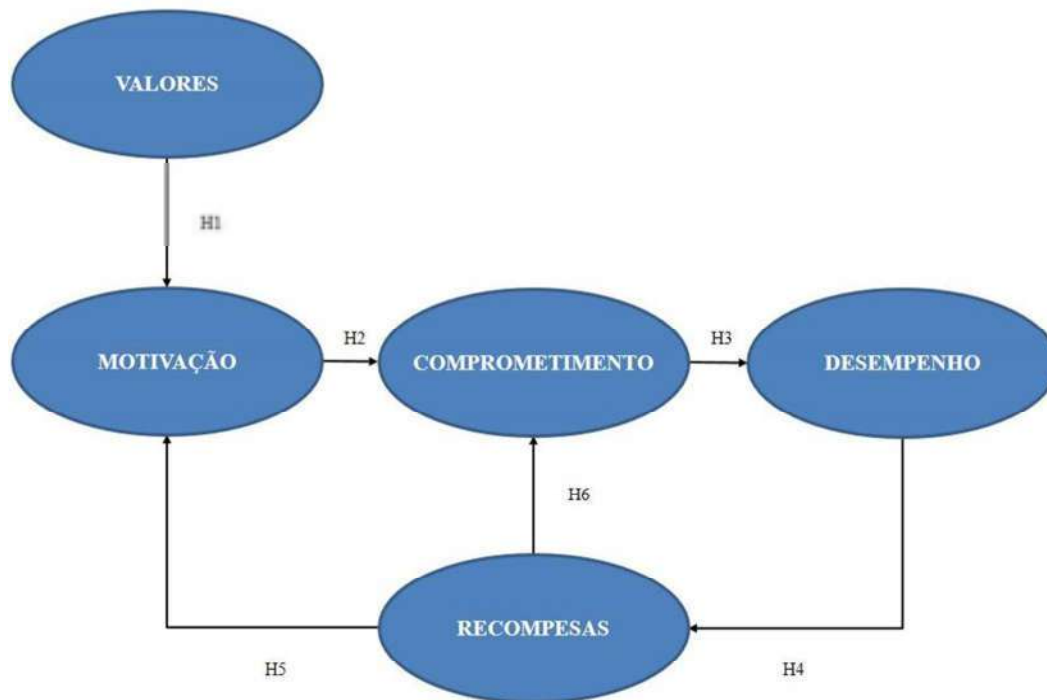 VALORES
H1
H2
H3
MOTIVAÇÃO
COMPROMETIMENTO
DESEMPENHO
H6
RECOMPESAS
H5
H4